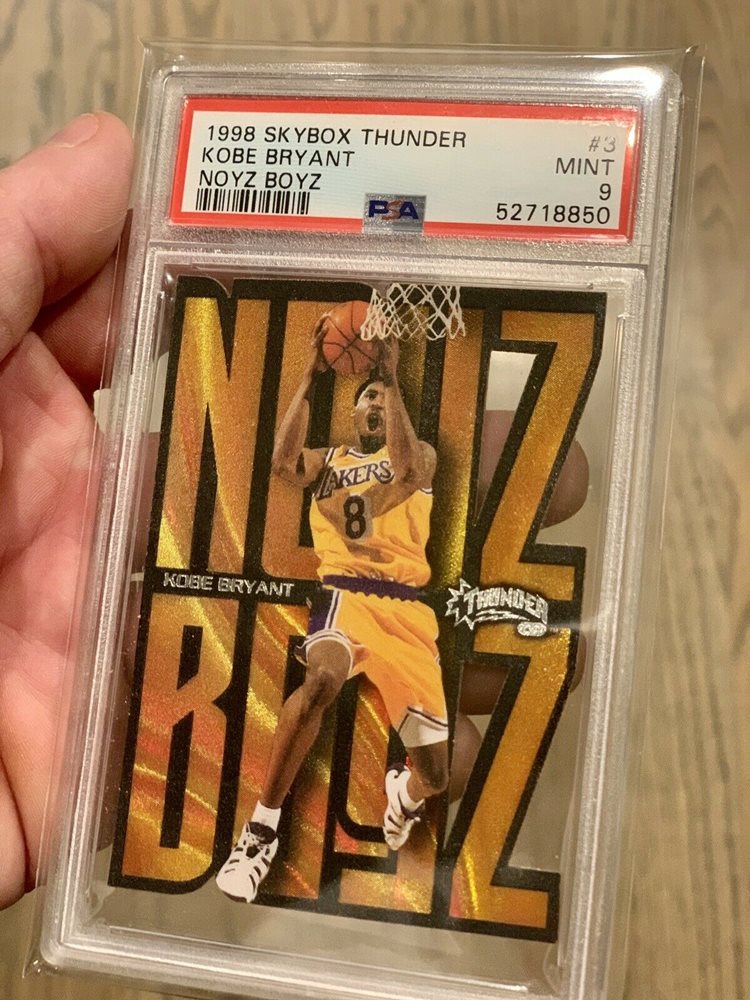 1998 SKYBOX THUNDER #3
KOBE BRYANT MINT
NOYZ BOYZ 9
PSA 52718850
NOYZ
LAKERS
8
KOBE BRYANT
THUNDER
BOYZ